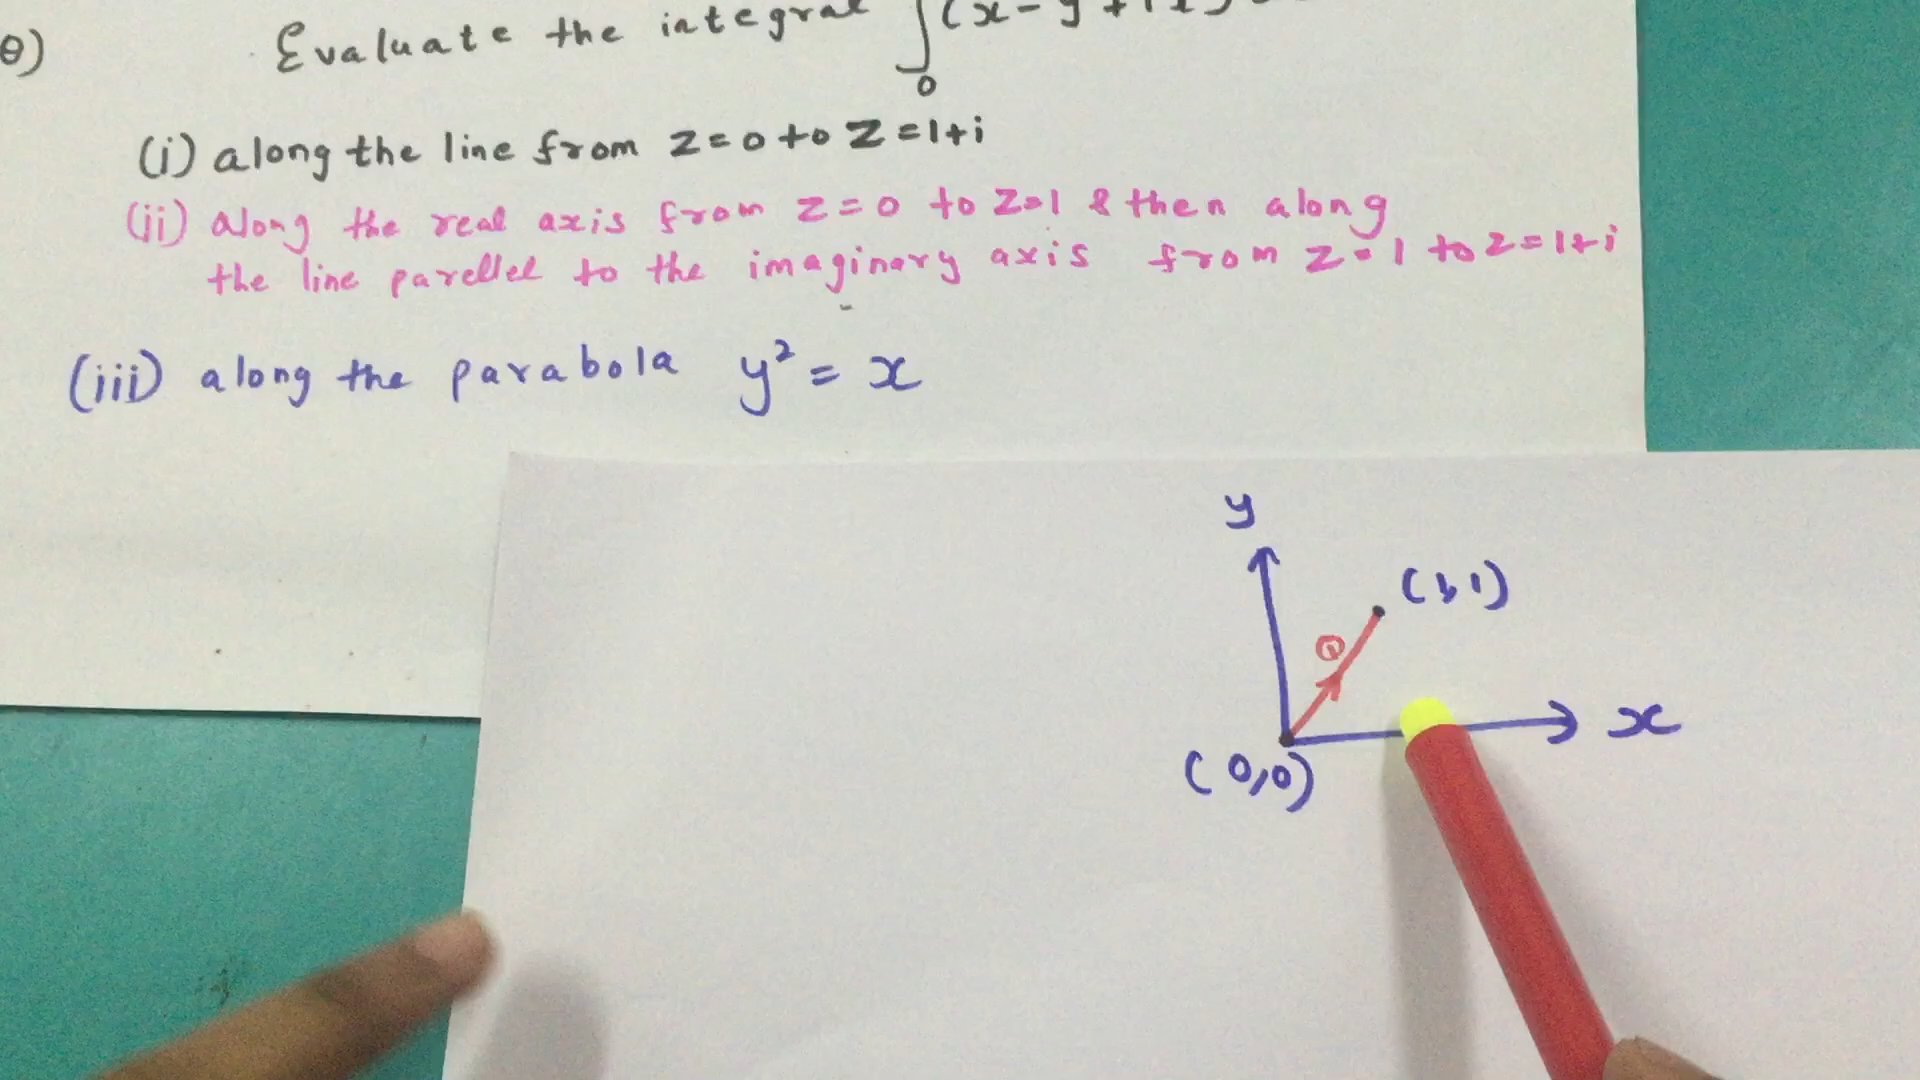 θ) Evaluate the integral ∫ (x-y+i
0
(i) along the line from z=0 to z=1+i
(ii) along the real axis from z=0 to z=1 & then along
the line parellel to the imaginary axis from z=1 to z=1+i
(iii) along the parabola y² = x
y
(1,1)
x
(0,0)